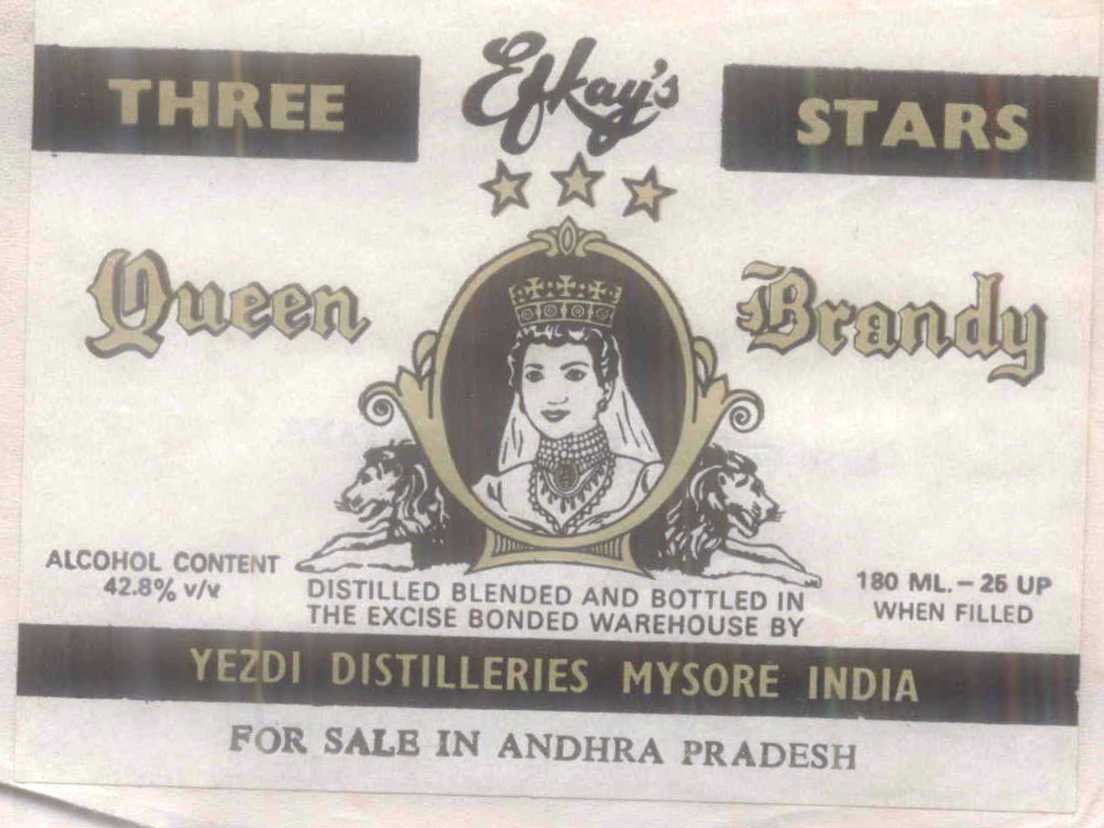 THREE Efkay's STARS
Queen Brandy
ALCOHOL CONTENT
42.8% v/v
DISTILLED BLENDED AND BOTTLED IN
THE EXCISE BONDED WAREHOUSE BY
180 ML. – 25 UP
WHEN FILLED
YEZDI DISTILLERIES MYSORE INDIA
FOR SALE IN ANDHRA PRADESH